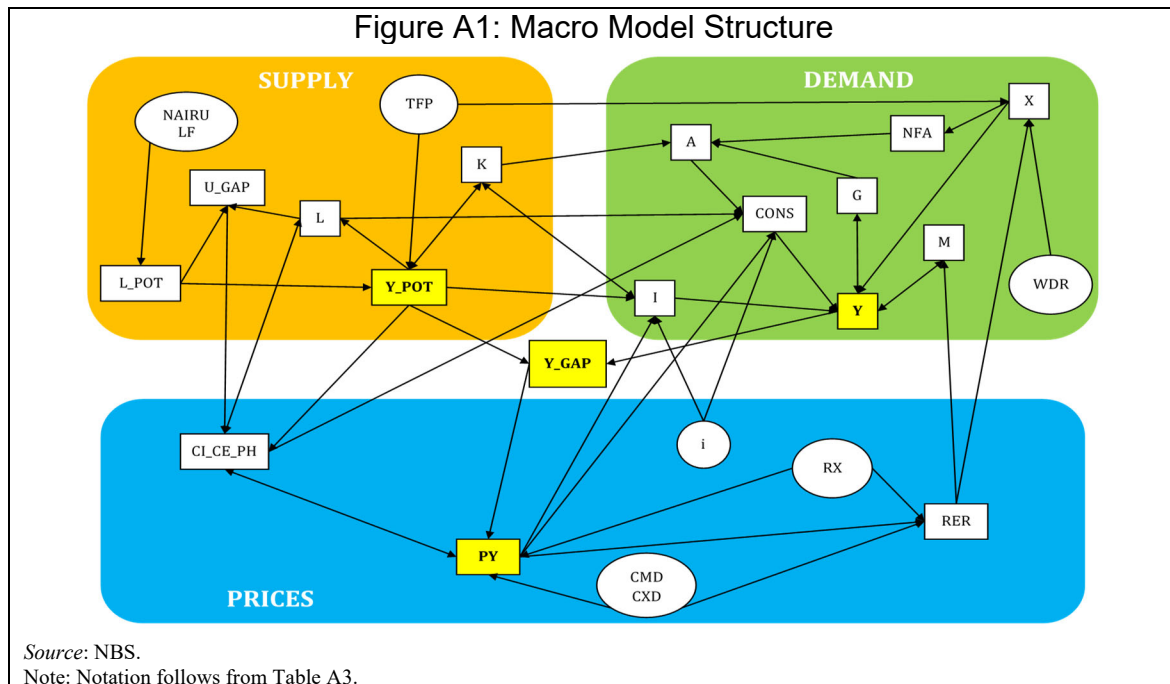 Figure A1: Macro Model Structure
SUPPLY
DEMAND
NAIRU
LF
TFP
X
NFA
A
K
U_GAP
L
G
CONS
M
L_POT
Y_POT
I
Y
WDR
Y_GAP
CI_CE_PH
i
RX
RER
PY
CMD
CXD
PRICES
Source: NBS.
Note: Notation follows from Table A3.